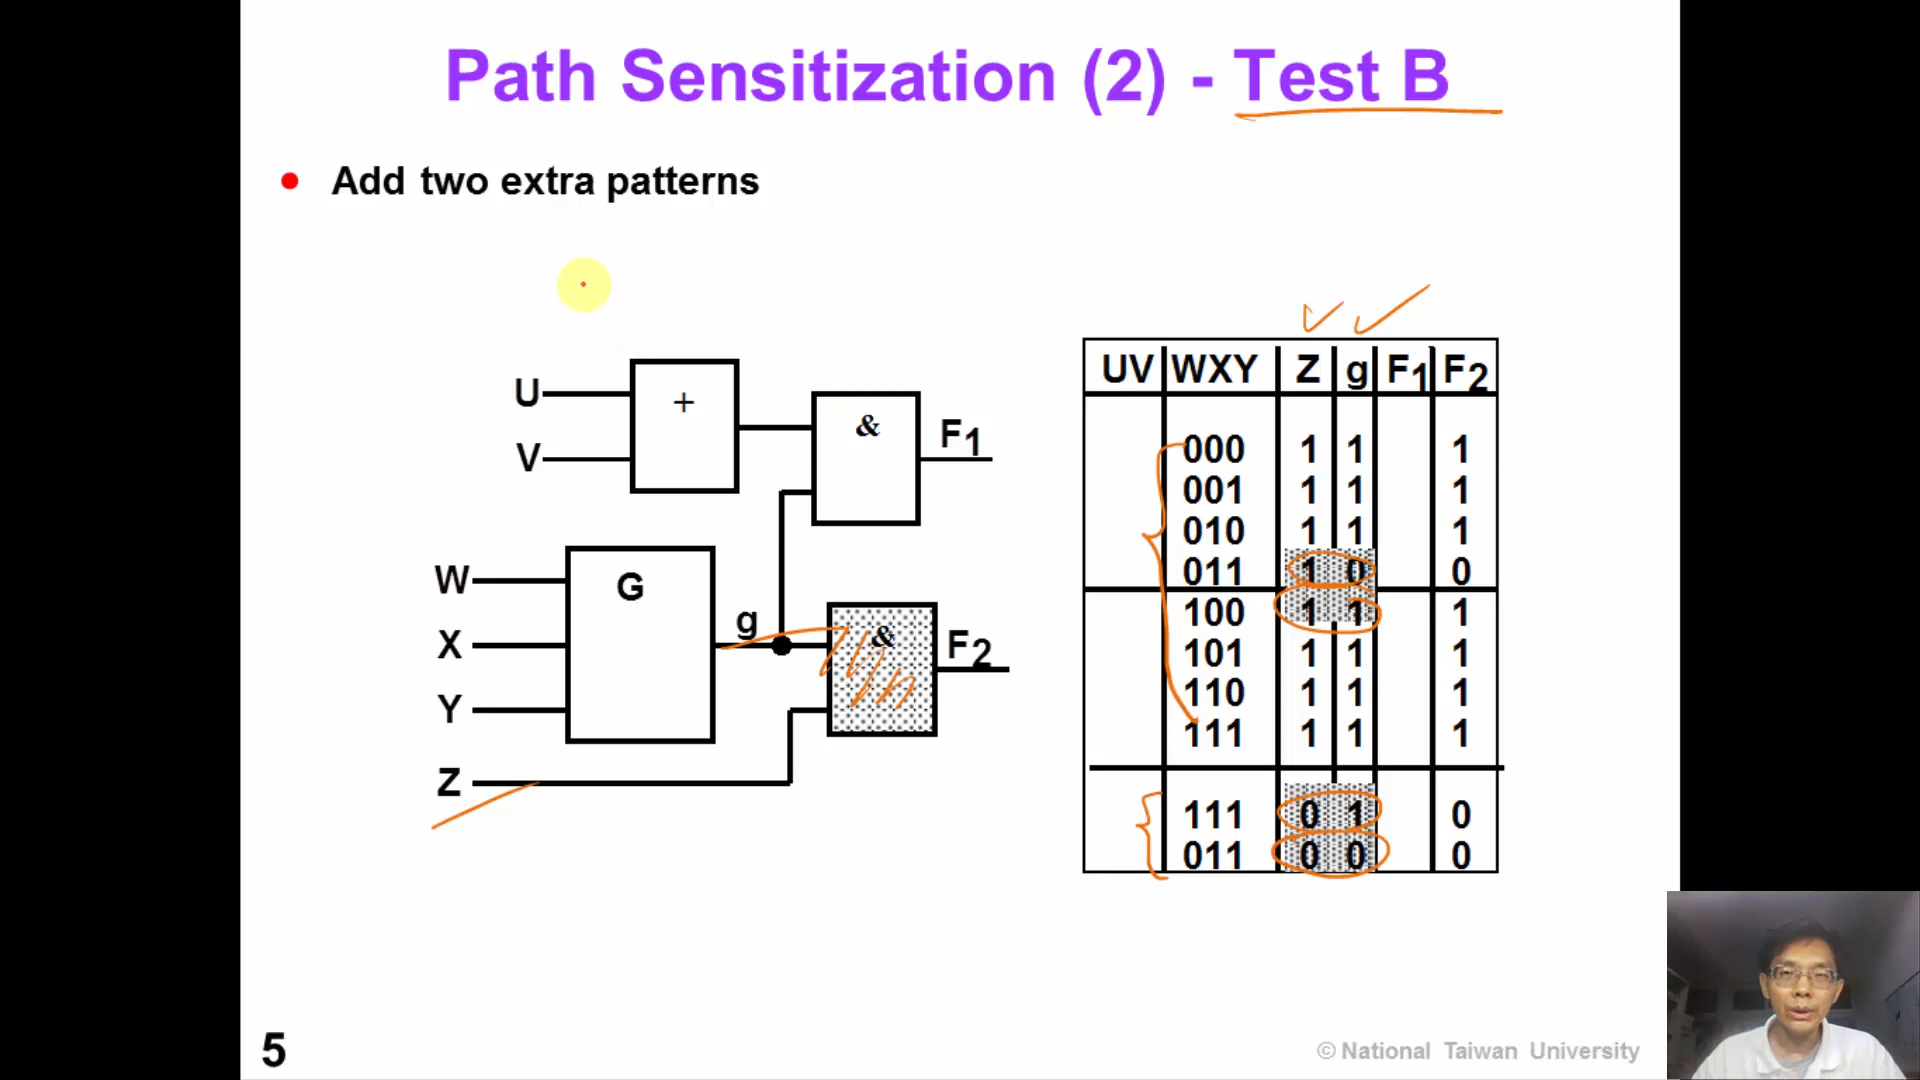 Path Sensitization (2) - Test B
Add two extra patterns
U
V
+
&
F1
W
X
Y
Z
G
g
&
F2
UV WXY Z g F1 F2
000 1 1 1
001 1 1 1
010 1 1 1
011 1 0 0
100 1 1 1
101 1 1 1
110 1 1 1
111 1 1 1
111 0 1 0
011 0 0 0
5
© National Taiwan University